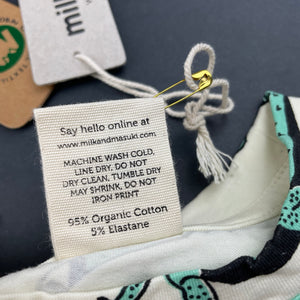 mill
Say hello online at
www.milkandmasuki.com
MACHINE WASH COLD,
LINE DRY, DO NOT
DRY CLEAN. TUMBLE DRY
MAY SHRINK, DO NOT
IRON PRINT
95% Organic Cotton
5% Elastane